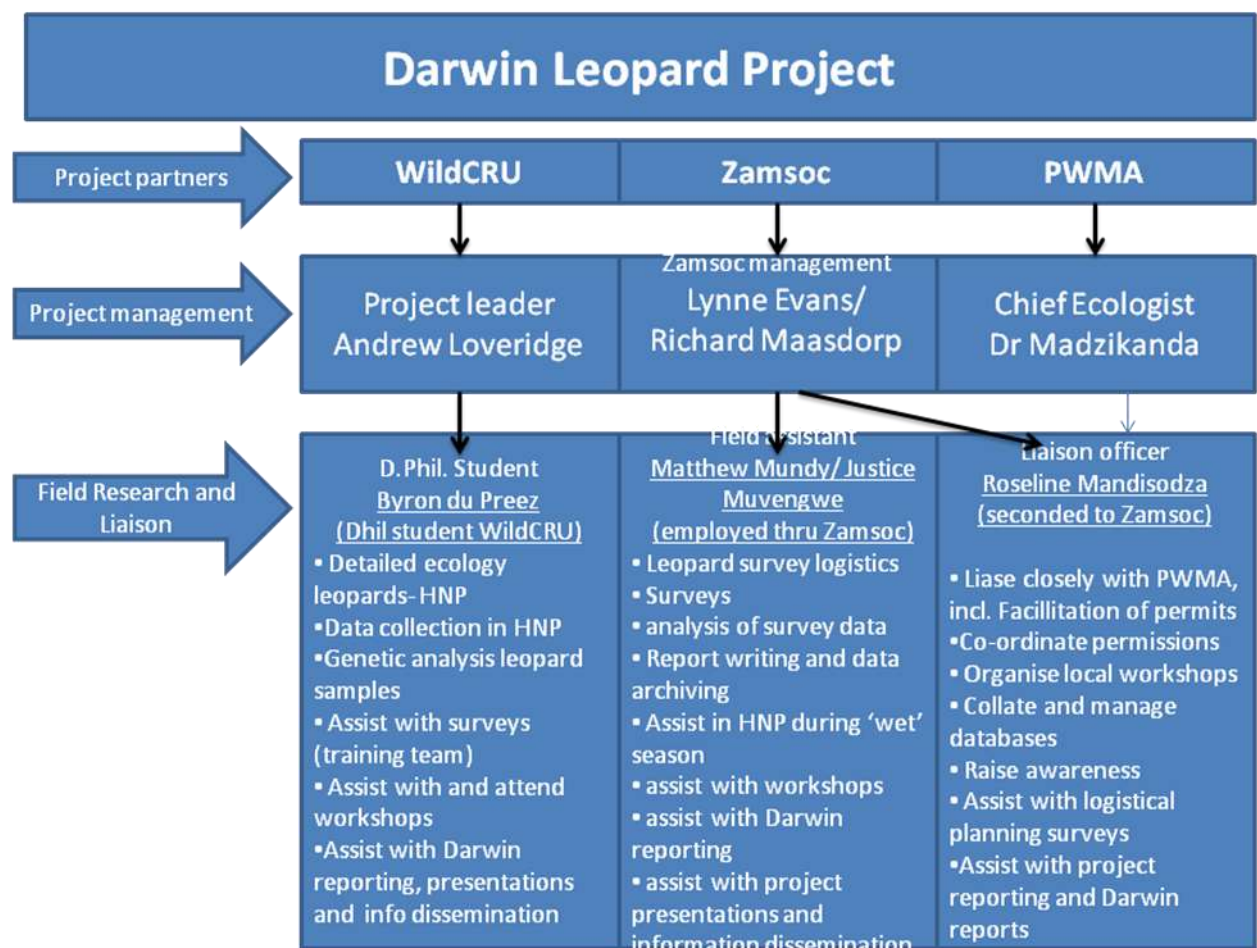 Darwin Leopard Project
Project partners
WildCRU
Zamsoc
PWMA
Project management
Project leader
Andrew Loveridge
Zamsoc management
Lynne Evans/
Richard Maasdorp
Chief Ecologist
Dr Madzikanda
Field Research and
Liaison
D.Phil. Student
Byron du Preez
(Dhil student WildCRU)
▪ Detailed ecology
leopards-HNP
▪Data collection in HNP
▪Genetic analysis leopard
samples
▪ Assist with surveys
(training team)
▪ Assist with and attend
workshops
▪Assist with Darwin
reporting, presentations
and info dissemination
Field assistant
Matthew Mundy/ Justice
Muvengwe
(employed thru Zamsoc)
▪ Leopard survey logistics
▪ Surveys
▪ analysis of survey data
▪ Report writing and data
archiving
▪ Assist in HNP during ‘wet’
season
▪ assist with workshops
▪ assist with Darwin
reporting
▪ assist with project
presentations and
information dissemination
Liaison officer
Roseline Mandisodza
(seconded to Zamsoc)
▪ Liase closely with PWMA,
incl. Facillitation of permits
▪Co-ordinate permissions
▪ Organise local workshops
▪ Collate and manage
databases
▪ Raise awareness
▪ Assist with logistical
planning surveys
▪Assist with project
reporting and Darwin
reports